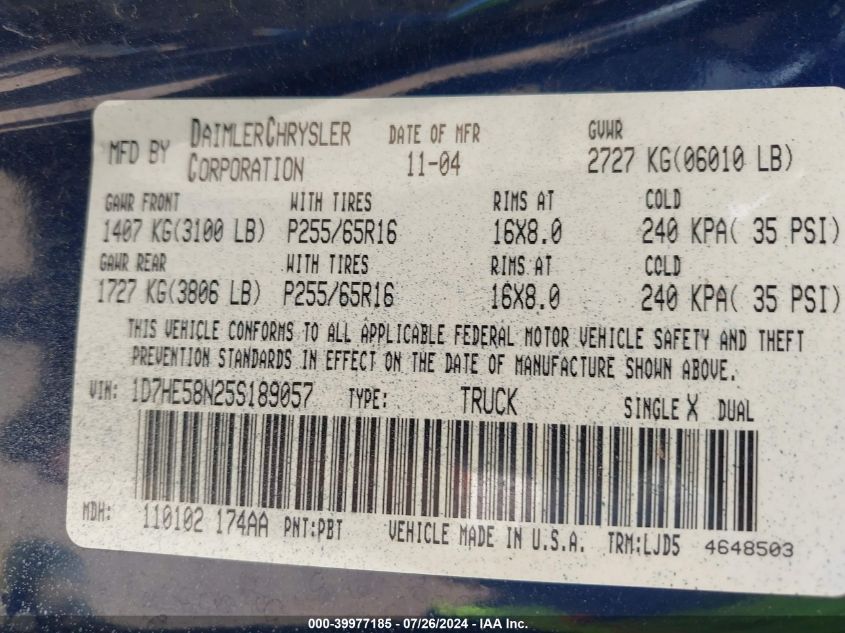 MFD BY DAIMLERCHRYSLER CORPORATION DATE OF MFR 11-04 GVWR 2727 KG(06010 LB)
GAWR FRONT WITH TIRES RIMS AT COLD
1407 KG(3100 LB) P255/65R16 16X8.0 240 KPA( 35 PSI)
GAWR REAR WITH TIRES RIMS AT COLD
1727 KG(3806 LB) P255/65R16 16X8.0 240 KPA( 35 PSI)
THIS VEHICLE CONFORMS TO ALL APPLICABLE FEDERAL MOTOR VEHICLE SAFETY AND THEFT
PREVENTION STANDARDS IN EFFECT ON THE DATE OF MANUFACTURE SHOWN ABOVE.
VIN: 1D7HE58N25S189057 TYPE: TRUCK SINGLE X DUAL
MDH: 110102 174AA PNT:PBT VEHICLE MADE IN U.S.A. TRM:LJD5 4648503
000-39977185 - 07/26/2024 - IAA Inc.